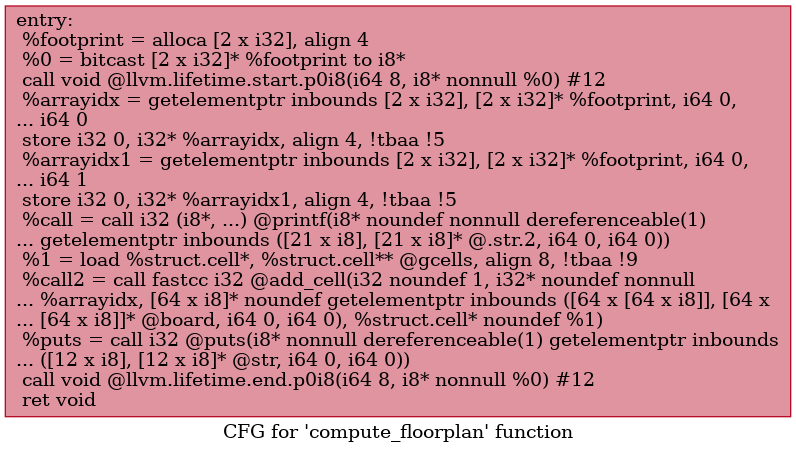 entry:
%footprint = alloca [2 x i32], align 4
%0 = bitcast [2 x i32]* %footprint to i8*
call void @llvm.lifetime.start.p0i8(i64 8, i8* nonnull %0) #12
%arrayidx = getelementptr inbounds [2 x i32], [2 x i32]* %footprint, i64 0,
... i64 0
store i32 0, i32* %arrayidx, align 4, !tbaa !5
%arrayidx1 = getelementptr inbounds [2 x i32], [2 x i32]* %footprint, i64 0,
... i64 1
store i32 0, i32* %arrayidx1, align 4, !tbaa !5
%call = call i32 (i8*, ...) @printf(i8* noundef nonnull dereferenceable(1)
... getelementptr inbounds ([21 x i8], [21 x i8]* @.str.2, i64 0, i64 0))
%1 = load %struct.cell*, %struct.cell** @gcells, align 8, !tbaa !9
%call2 = call fastcc i32 @add_cell(i32 noundef 1, i32* noundef nonnull
... %arrayidx, [64 x i8]* noundef getelementptr inbounds ([64 x [64 x i8]], [64 x
... [64 x i8]]* @board, i64 0, i64 0), %struct.cell* noundef %1)
%puts = call i32 @puts(i8* nonnull dereferenceable(1) getelementptr inbounds
... ([12 x i8], [12 x i8]* @str, i64 0, i64 0))
call void @llvm.lifetime.end.p0i8(i64 8, i8* nonnull %0) #12
ret void
CFG for 'compute_floorplan' function